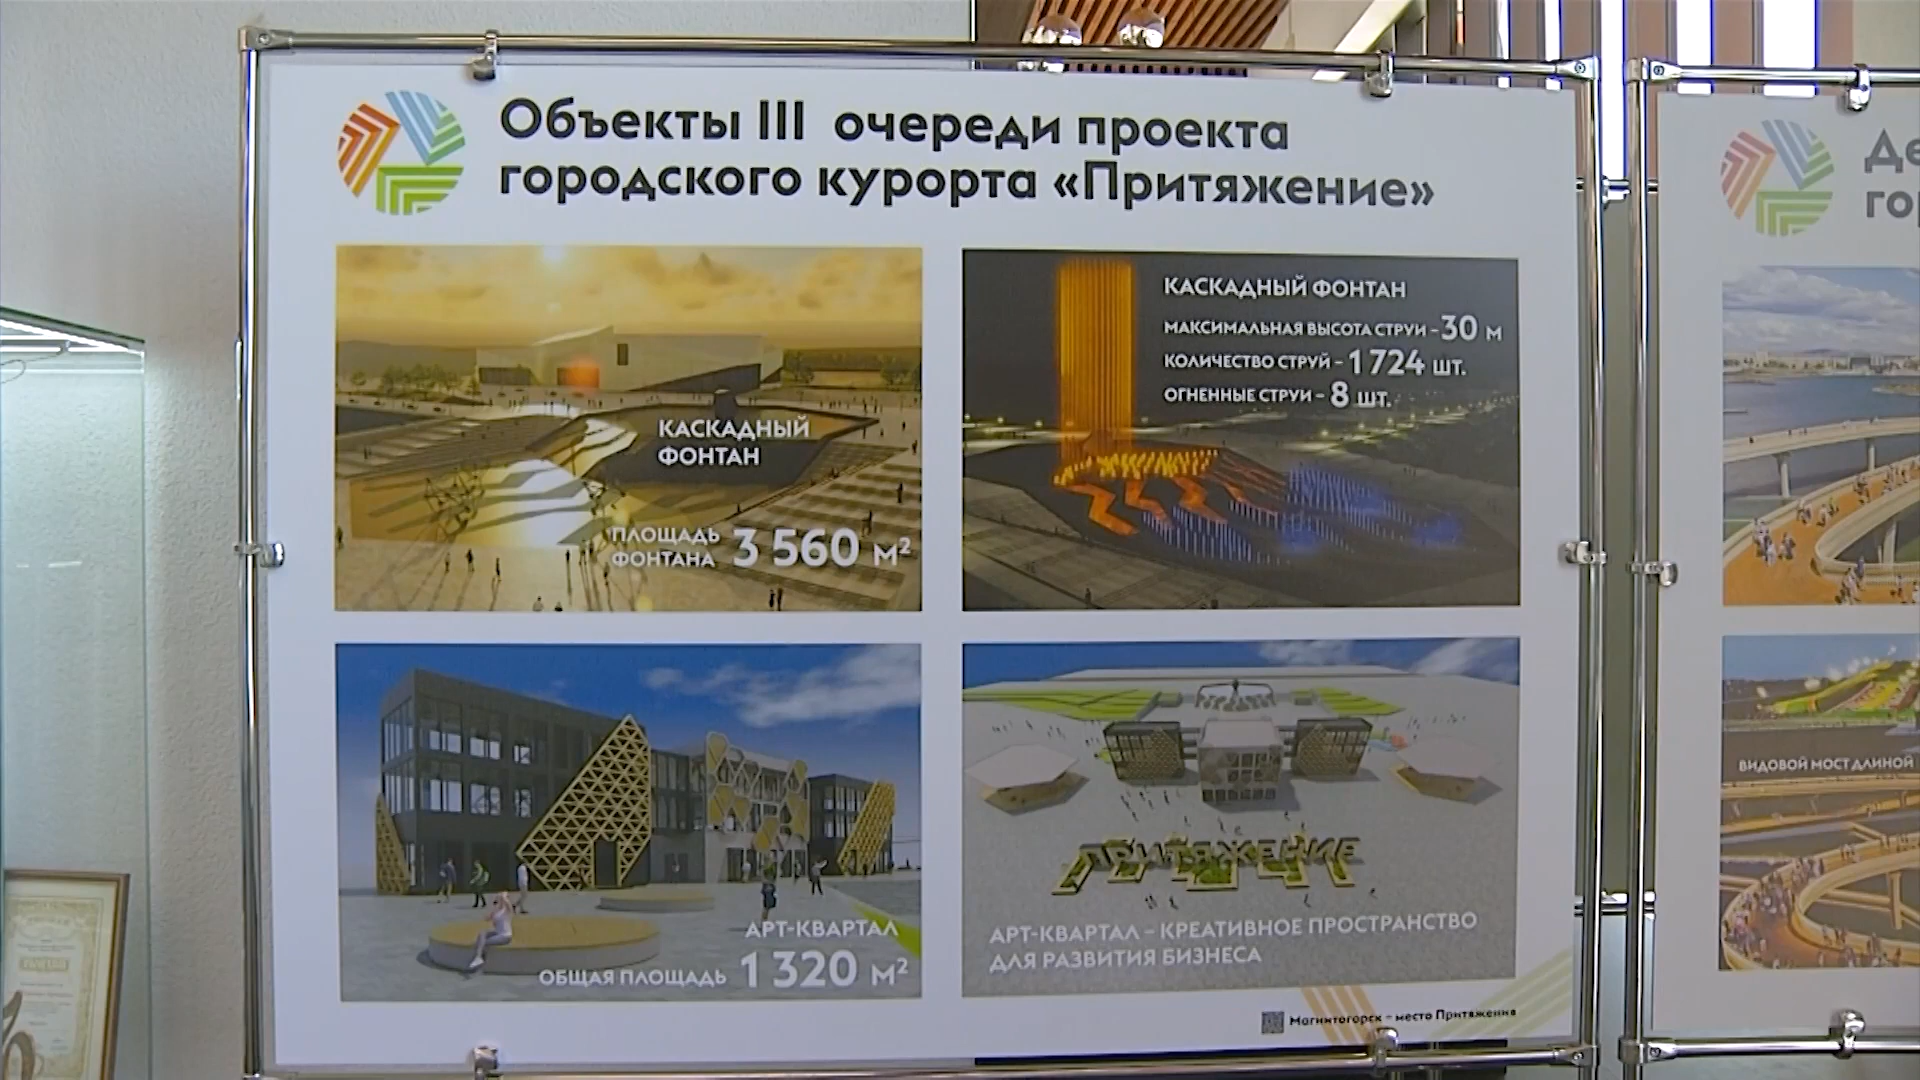 Объекты III очереди проекта
городского курорта «Притяжение»
КАСКАДНЫЙ
ФОНТАН
ПЛОЩАДЬ
ФОНТАНА 3 560 м²
КАСКАДНЫЙ ФОНТАН
МАКСИМАЛЬНАЯ ВЫСОТА СТРУИ – 30 м
КОЛИЧЕСТВО СТРУЙ – 1 724 шт.
ОГНЕННЫЕ СТРУИ – 8 шт.
АРТ-КВАРТАЛ
ОБЩАЯ ПЛОЩАДЬ 1 320 м²
ПРИТЯЖЕНИЕ
АРТ-КВАРТАЛ – КРЕАТИВНОЕ ПРОСТРАНСТВО
ДЛЯ РАЗВИТИЯ БИЗНЕСА
Магнитогорск – место Притяжения
Де
го
ВИДОВОЙ МОСТ ДЛИНОЙ